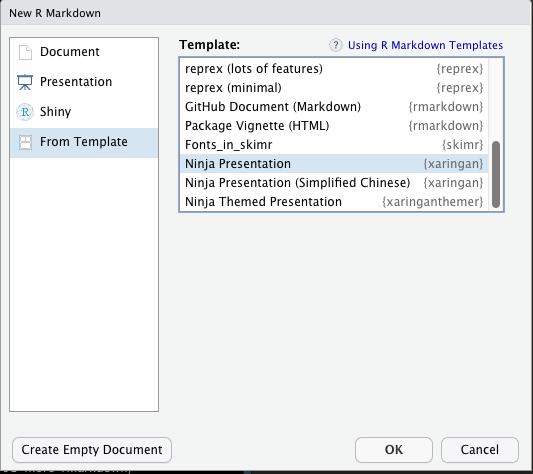 New R Markdown
Document
Presentation
Shiny
From Template
Template:
? Using R Markdown Templates
reprex (lots of features) {reprex}
reprex (minimal) {reprex}
GitHub Document (Markdown) {rmarkdown}
Package Vignette (HTML) {rmarkdown}
Fonts_in_skimr {skimr}
Ninja Presentation {xaringan}
Ninja Presentation (Simplified Chinese) {xaringan}
Ninja Themed Presentation {xaringanthemer}
Create Empty Document
OK
Cancel